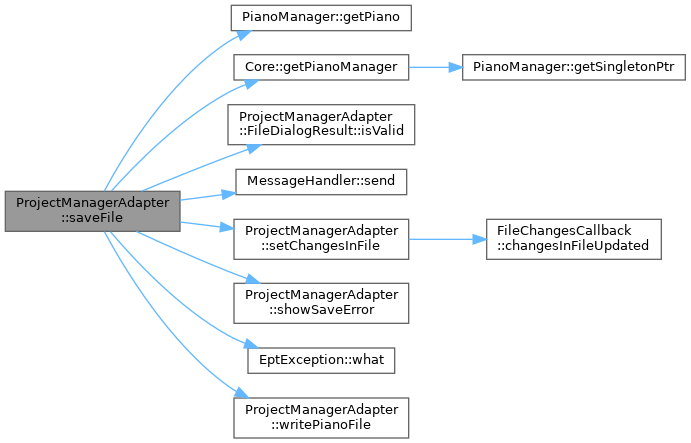 ProjectManagerAdapter
::saveFile
PianoManager::getPiano
Core::getPianoManager
PianoManager::getSingletonPtr
ProjectManagerAdapter
::FileDialogResult::isValid
MessageHandler::send
ProjectManagerAdapter
::setChangesInFile
FileChangesCallback
::changesInFileUpdated
ProjectManagerAdapter
::showSaveError
EptException::what
ProjectManagerAdapter
::writePianoFile